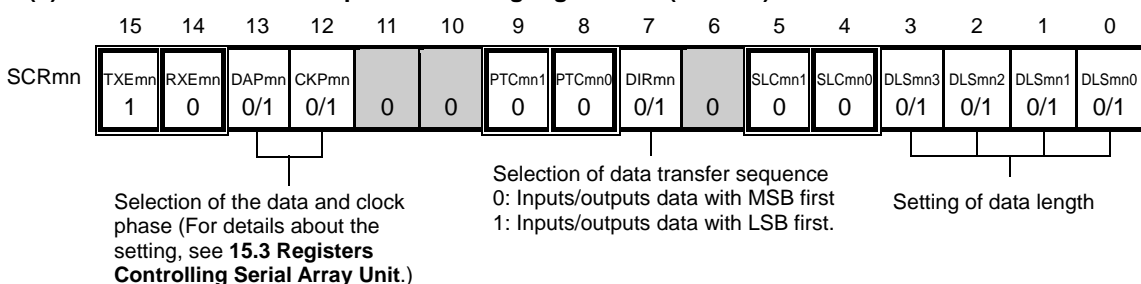 15 14 13 12 11 10 9 8 7 6 5 4 3 2 1 0
SCRmn
TXEmn RXEmn DAPmn CKPmn PTCmn1 PTCmn0 DIRmn SLCmn1 SLCmn0 DLSmn3 DLSmn2 DLSmn1 DLSmn0
1 0 0/1 0/1 0 0 0 0 0/1 0 0 0 0/1 0/1 0/1 0/1
Selection of the data and clock
phase (For details about the
setting, see 15.3 Registers
Controlling Serial Array Unit.)
Selection of data transfer sequence
0: Inputs/outputs data with MSB first
1: Inputs/outputs data with LSB first.
Setting of data length